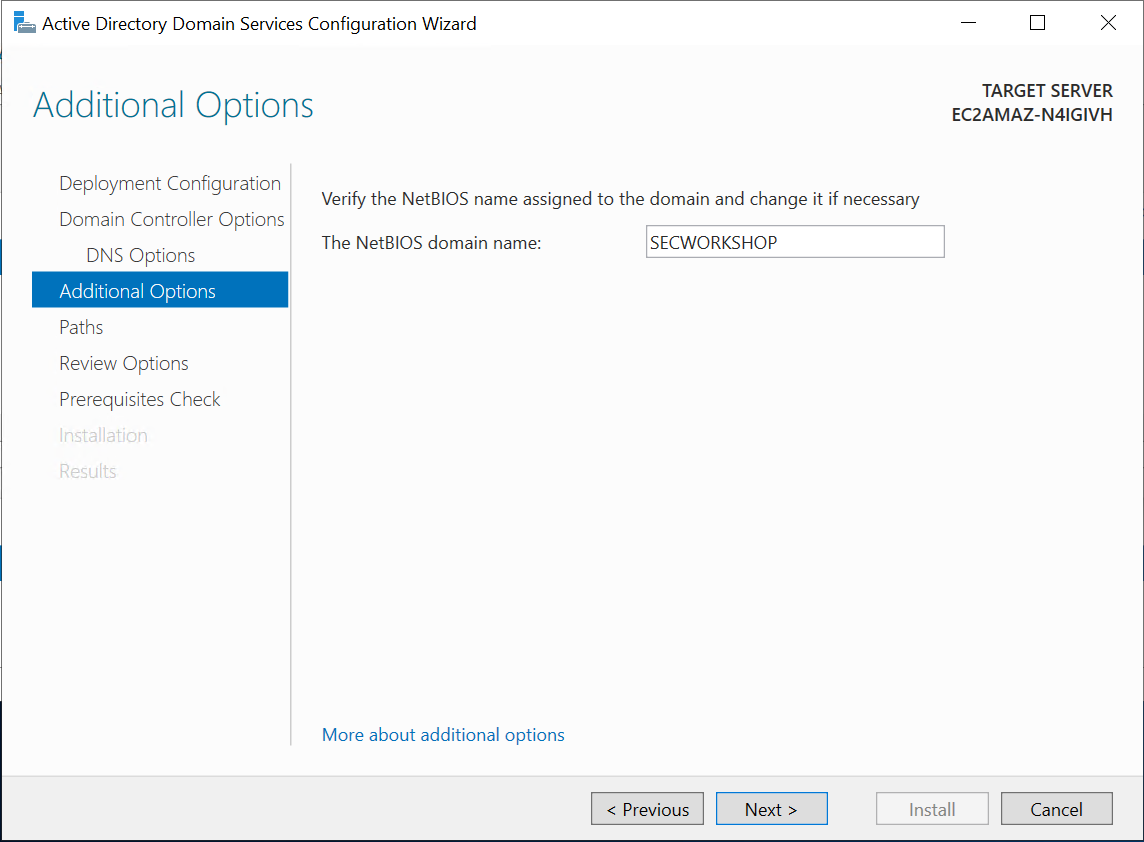 Active Directory Domain Services Configuration Wizard
Additional Options
TARGET SERVER
EC2AMAZ-N4IGIVH
Deployment Configuration
Domain Controller Options
DNS Options
Additional Options
Paths
Review Options
Prerequisites Check
Installation
Results
Verify the NetBIOS name assigned to the domain and change it if necessary
The NetBIOS domain name: SECWORKSHOP
More about additional options
< Previous Next > Install Cancel